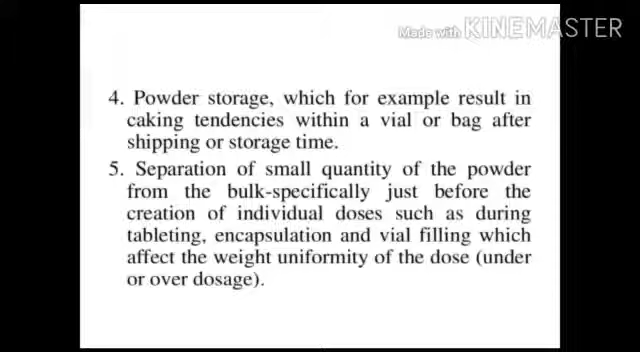 Made with KINEMASTER
4. Powder storage, which for example result in
caking tendencies within a vial or bag after
shipping or storage time.
5. Separation of small quantity of the powder
from the bulk-specifically just before the
creation of individual doses such as during
tableting, encapsulation and vial filling which
affect the weight uniformity of the dose (under
or over dosage).